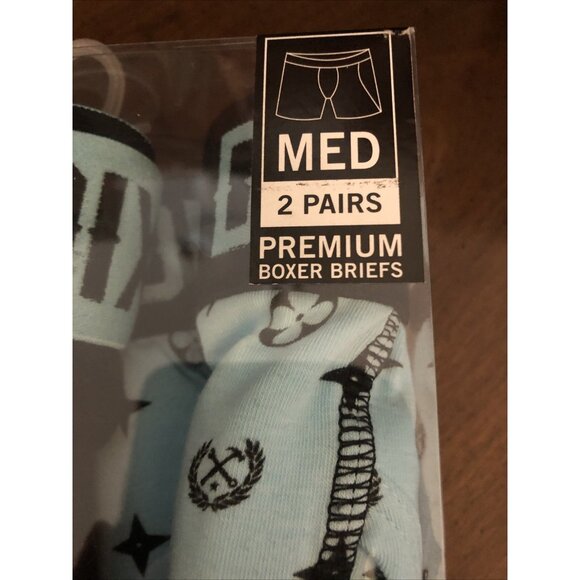 MED
2 PAIRS
PREMIUM
BOXER BRIEFS